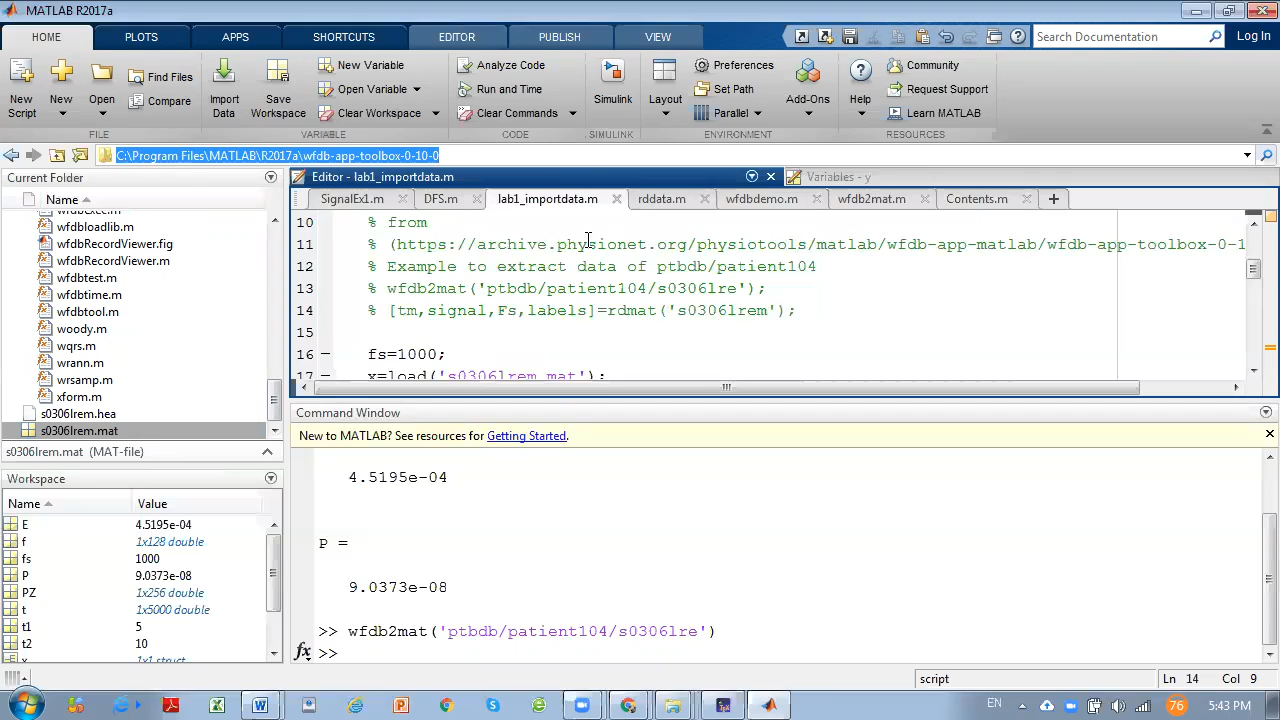 MATLAB R2017a
HOME PLOTS APPS SHORTCUTS EDITOR PUBLISH VIEW Search Documentation Log In
New Script New Open Find Files Compare Import Data Save Workspace New Variable Open Variable Clear Workspace Analyze Code Run and Time Clear Commands Simulink Layout Preferences Set Path Parallel Add-Ons Help Community Request Support Learn MATLAB
FILE VARIABLE CODE SIMULINK ENVIRONMENT RESOURCES
C:\Program Files\MATLAB\R2017a\wfdb-app-toolbox-0-10-0
Current Folder
Name
wfdbloadlib.m
wfdbRecordViewer.fig
wfdbRecordViewer.m
wfdbtest.m
wfdbtime.m
wfdbtool.m
woody.m
wqrs.m
wrann.m
wrsamp.m
xform.m
s0306lrem.hea
s0306lrem.mat
s0306lrem.mat (MAT-file)
Workspace
Name Value
E 4.5195e-04
f 1x128 double
fs 1000
P 9.0373e-08
PZ 1x256 double
t 1x5000 double
t1 5
t2 10
x 1x1 struct
Editor - lab1_importdata.m Variables - y
SignalEx1.m DFS.m lab1_importdata.m rddata.m wfdbdemo.m wfdb2mat.m Contents.m
10 % from
11 % (https://archive.physionet.org/physiotools/matlab/wfdb-app-matlab/wfdb-app-toolbox-0-1
12 % Example to extract data of ptbdb/patient104
13 % wfdb2mat('ptbdb/patient104/s0306lre');
14 % [tm,signal,Fs,labels]=rdmat('s0306lrem');
15
16 fs=1000;
17 x=load('s0306lrem.mat');
Command Window
New to MATLAB? See resources for Getting Started.
4.5195e-04
P =
9.0373e-08
>> wfdb2mat('ptbdb/patient104/s0306lre')
fx >>
script Ln 14 Col 9
EN 76 5:43 PM